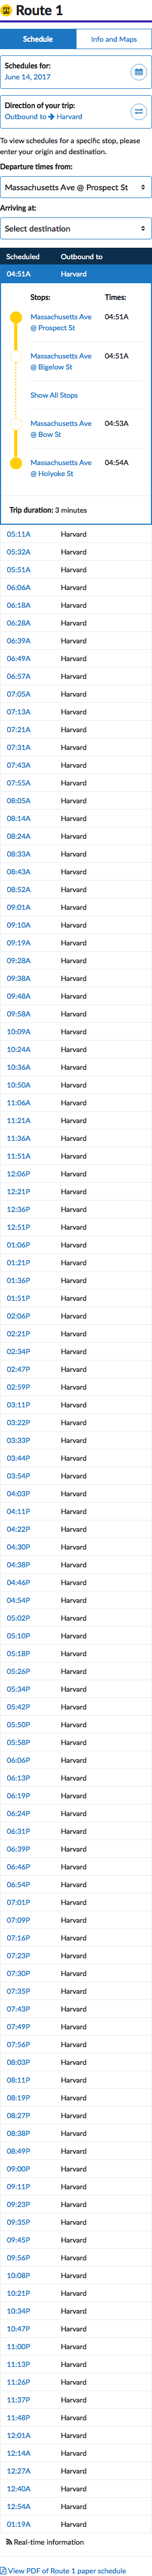 Route 1
Schedule
Info and Maps
Schedules for:
June 14, 2017
Direction of your trip:
Outbound to → Harvard
To view schedules for a specific stop, please
enter your origin and destination.
Departure times from:
Massachusetts Ave @ Prospect St
Arriving at:
Select destination
Scheduled Outbound to
04:51A Harvard
Stops: Times:
Massachusetts Ave 04:51A
@ Prospect St
Massachusetts Ave 04:51A
@ Bigelow St
Show All Stops
Massachusetts Ave 04:53A
@ Bow St
Massachusetts Ave 04:54A
@ Holyoke St
Trip duration: 3 minutes
05:11A Harvard
05:32A Harvard
05:51A Harvard
06:06A Harvard
06:18A Harvard
06:28A Harvard
06:39A Harvard
06:49A Harvard
06:57A Harvard
07:05A Harvard
07:13A Harvard
07:21A Harvard
07:31A Harvard
07:43A Harvard
07:55A Harvard
08:05A Harvard
08:14A Harvard
08:24A Harvard
08:33A Harvard
08:43A Harvard
08:52A Harvard
09:01A Harvard
09:10A Harvard
09:19A Harvard
09:28A Harvard
09:38A Harvard
09:48A Harvard
09:58A Harvard
10:09A Harvard
10:24A Harvard
10:36A Harvard
10:50A Harvard
11:06A Harvard
11:21A Harvard
11:36A Harvard
11:51A Harvard
12:06P Harvard
12:21P Harvard
12:36P Harvard
12:51P Harvard
01:06P Harvard
01:21P Harvard
01:36P Harvard
01:51P Harvard
02:06P Harvard
02:21P Harvard
02:34P Harvard
02:47P Harvard
02:59P Harvard
03:11P Harvard
03:22P Harvard
03:33P Harvard
03:44P Harvard
03:54P Harvard
04:03P Harvard
04:11P Harvard
04:22P Harvard
04:30P Harvard
04:38P Harvard
04:46P Harvard
04:54P Harvard
05:02P Harvard
05:10P Harvard
05:18P Harvard
05:26P Harvard
05:34P Harvard
05:42P Harvard
05:50P Harvard
05:58P Harvard
06:06P Harvard
06:13P Harvard
06:19P Harvard
06:24P Harvard
06:31P Harvard
06:39P Harvard
06:46P Harvard
06:54P Harvard
07:01P Harvard
07:09P Harvard
07:16P Harvard
07:23P Harvard
07:30P Harvard
07:35P Harvard
07:43P Harvard
07:49P Harvard
07:56P Harvard
08:03P Harvard
08:11P Harvard
08:19P Harvard
08:27P Harvard
08:38P Harvard
08:49P Harvard
09:00P Harvard
09:11P Harvard
09:23P Harvard
09:35P Harvard
09:45P Harvard
09:56P Harvard
10:08P Harvard
10:21P Harvard
10:34P Harvard
10:47P Harvard
11:00P Harvard
11:13P Harvard
11:26P Harvard
11:37P Harvard
11:48P Harvard
12:01A Harvard
12:14A Harvard
12:27A Harvard
12:40A Harvard
12:54A Harvard
01:19A Harvard
Real-time information
View PDF of Route 1 paper schedule